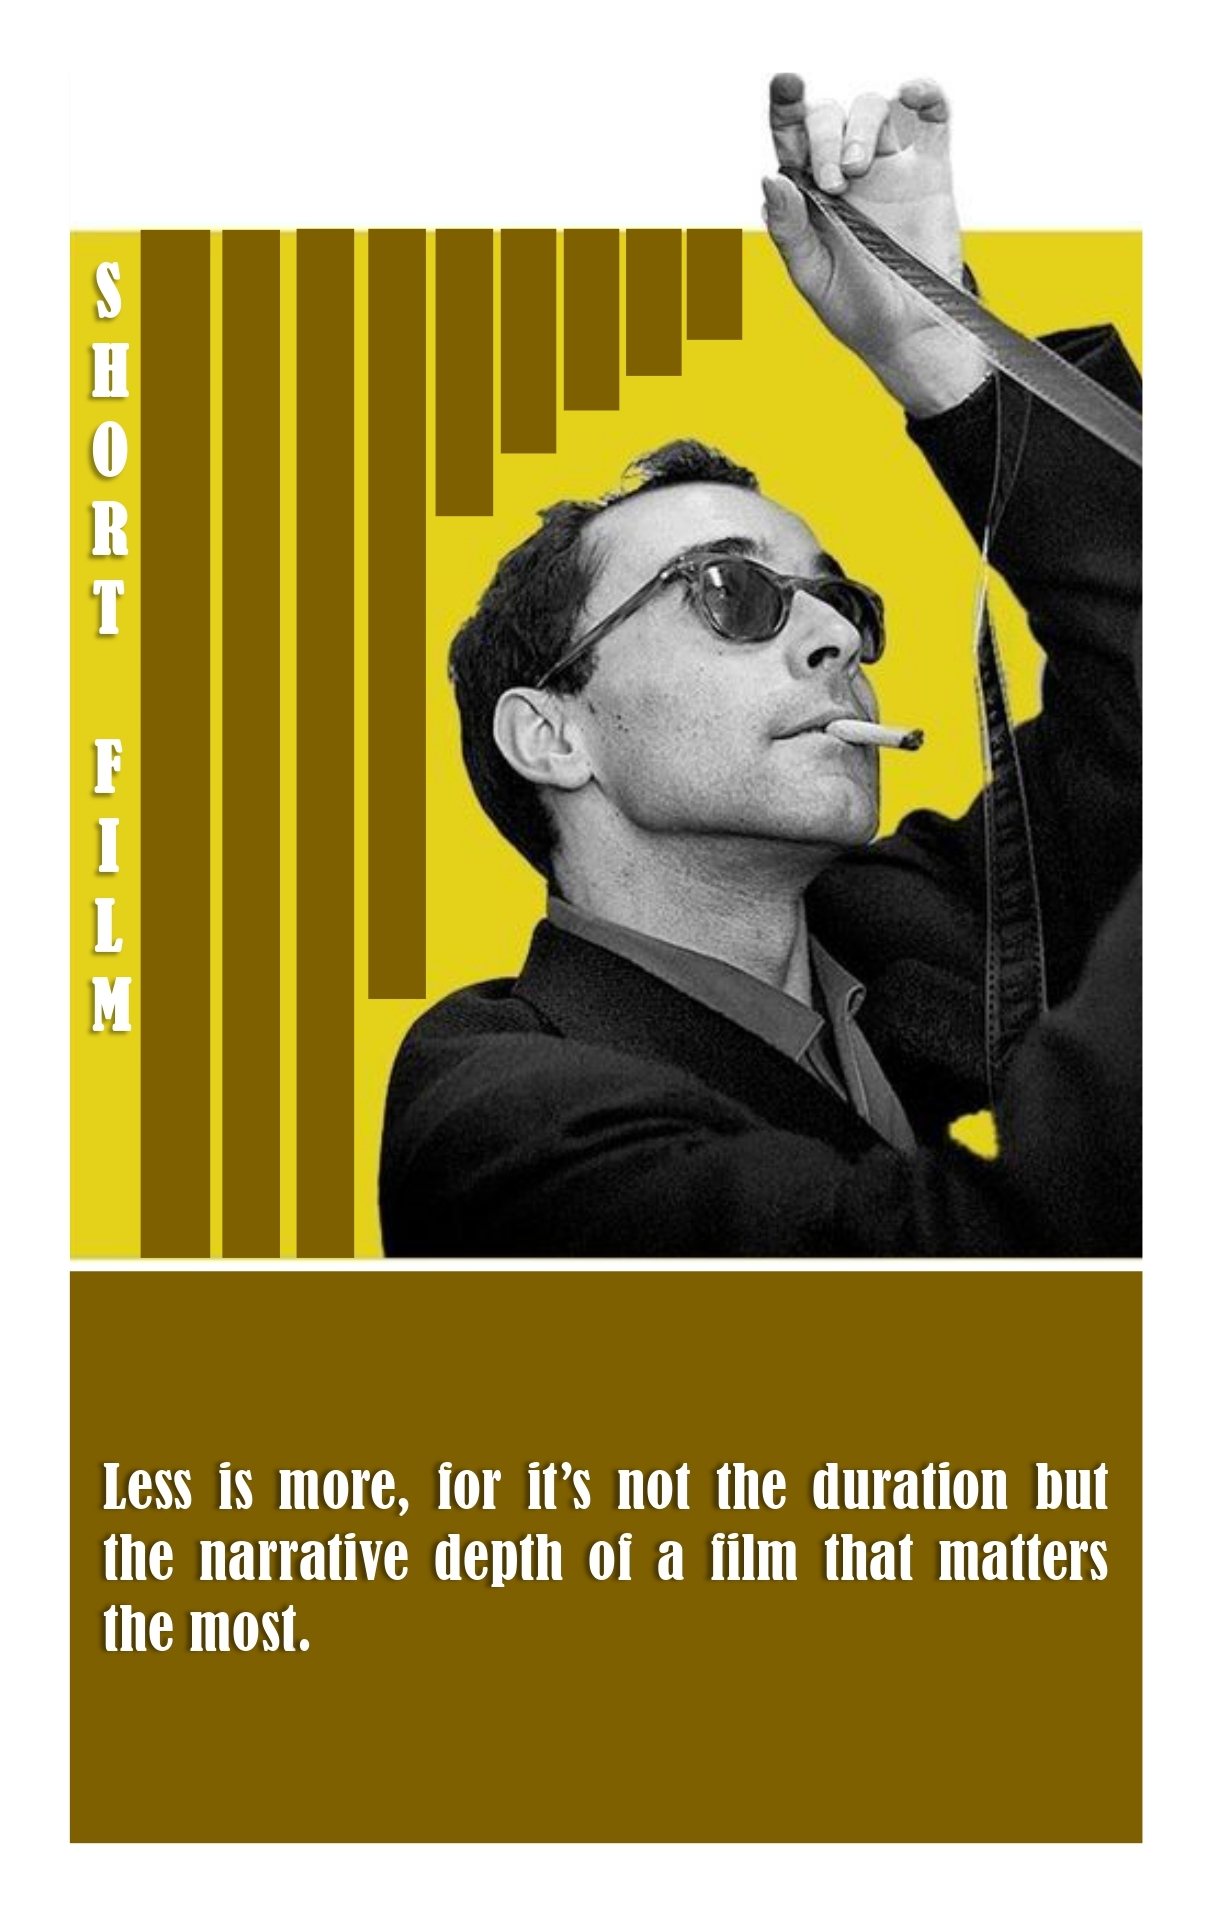 SHORT FILM
Less is more, for it’s not the duration but
the narrative depth of a film that matters
the most.